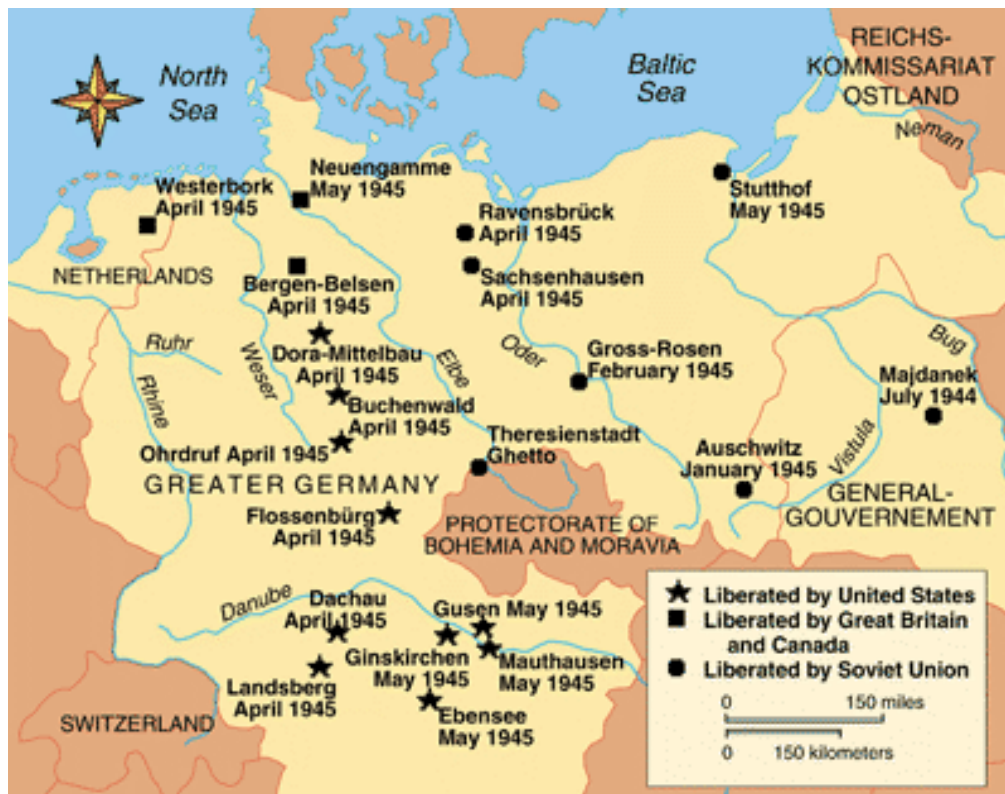 North
Sea
Baltic
Sea
REICHS-
KOMMISSARIAT
OSTLAND
Neman
Westerbork
April 1945
Neuengamme
May 1945
Stutthof
May 1945
Ravensbrück
April 1945
NETHERLANDS
Bergen-Belsen
April 1945
Sachsenhausen
April 1945
Ruhr
Rhine
Weser
Dora-Mittelbau
April 1945
Elbe
Oder
Gross-Rosen
February 1945
Bug
Majdanek
July 1944
Buchenwald
April 1945
Ohrdruf April 1945
Theresienstadt
Ghetto
Auschwitz
January 1945
Vistula
GREATER GERMANY
GENERAL-
GOUVERNEMENT
Flossenbürg
April 1945
PROTECTORATE OF
BOHEMIA AND MORAVIA
Danube
Dachau
April 1945
Gusen May 1945
Ginskirchen
May 1945
Mauthausen
May 1945
Landsberg
April 1945
Ebensee
May 1945
SWITZERLAND
Liberated by United States
Liberated by Great Britain
and Canada
Liberated by Soviet Union
0 150 miles
0 150 kilometers